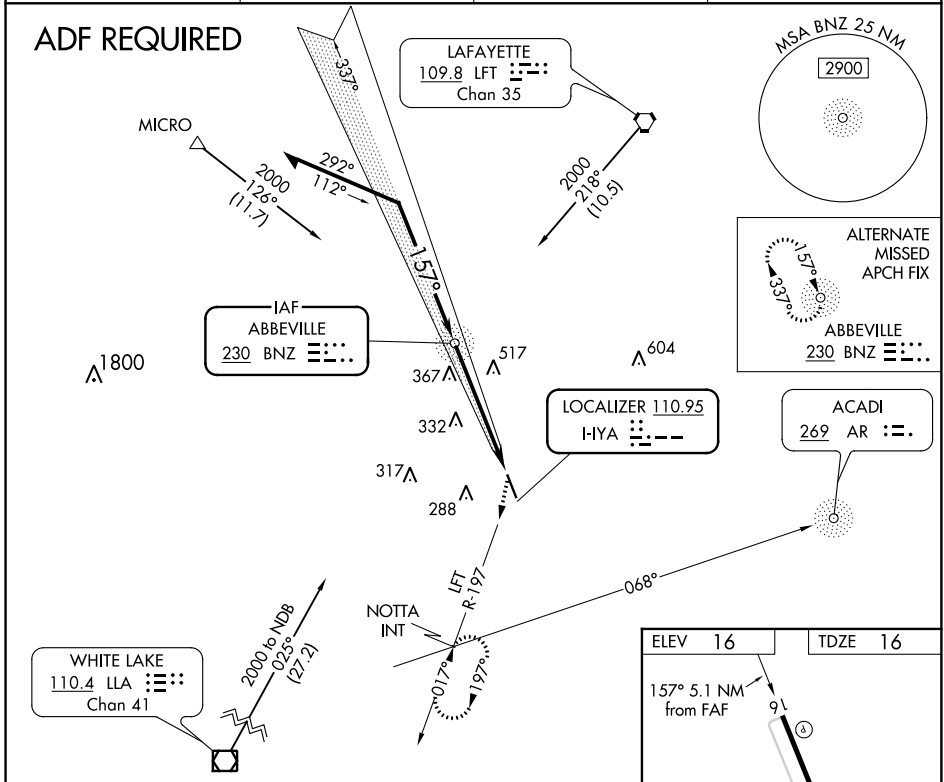 ADF REQUIRED
337°
LAFAYETTE
109.8 LFT
Chan 35
MSA BNZ 25 NM
2900
MICRO
2000
126°
(11.7)
292°
112°
2000
218°
(10.5)
157°
ALTERNATE
MISSED
APCH FIX
157°
337°
ABBEVILLE
230 BNZ
IAF
ABBEVILLE
230 BNZ
1800
367
517
604
332
LOCALIZER 110.95
I-IYA
ACADI
269 AR
317
288
LFT
R-197
068°
NOTTA
INT
017°
197°
2000 to NDB
025°
(27.2)
WHITE LAKE
110.4 LLA
Chan 41
ELEV 16
TDZE 16
157° 5.1 NM
from FAF
16
P